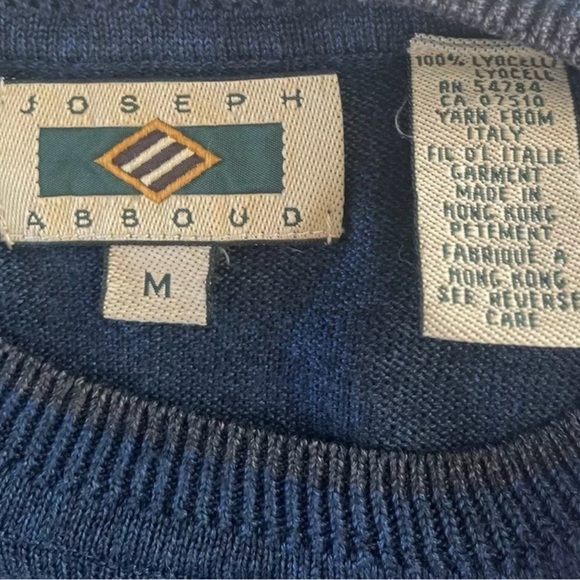 JOSEPH
ABBOUD
M
100% LYOCELL/
LYOCELL
RN 54784
CA 07510
YARN FROM
ITALY
FIL D'L ITALIE
GARMENT
MADE IN
HONG KONG
PETEMENT
FABRIQUE A
HONG KONG
SEE REVERSE
CARE